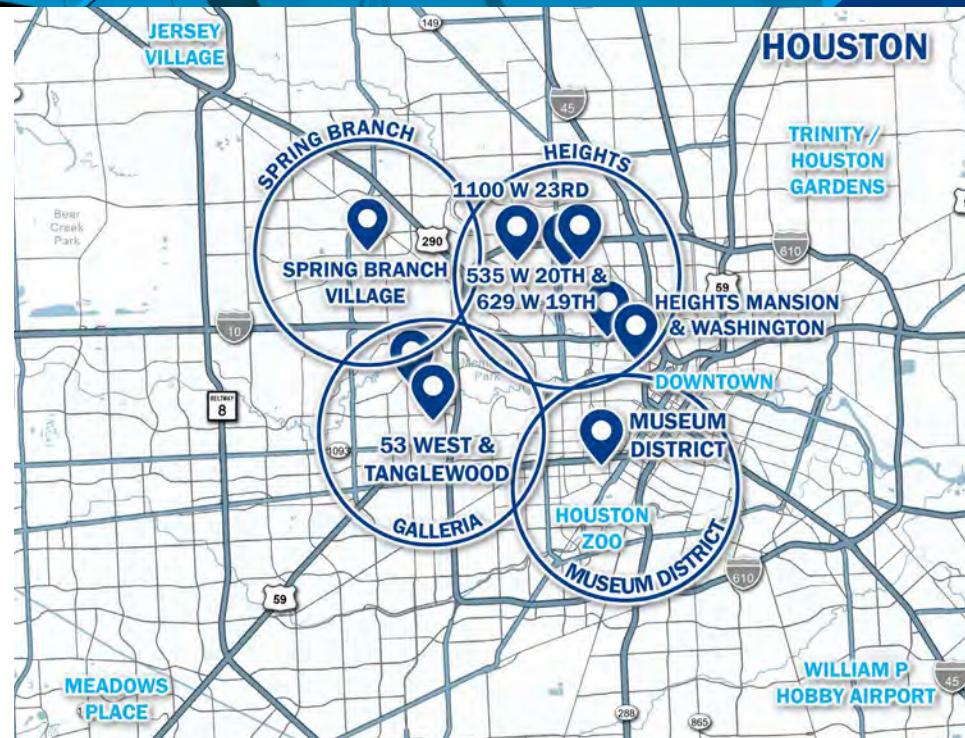 JERSEY
VILLAGE
149
HOUSTON
45
TRINITY /
HOUSTON
GARDENS
SPRING BRANCH
HEIGHTS
1100 W 23RD
Bear
Creek
Park
290
610
SPRING BRANCH
VILLAGE
535 W 20TH &
629 W 19TH
59
HEIGHTS MANSION
& WASHINGTON
10
Park
DOWNTOWN
BELTWAY
8
1093
53 WEST &
TANGLEWOOD
MUSEUM
DISTRICT
GALLERIA
HOUSTON
ZOO
MUSEUM DISTRICT
610
59
MEADOWS
PLACE
WILLIAM P
HOBBY AIRPORT
45
288
865